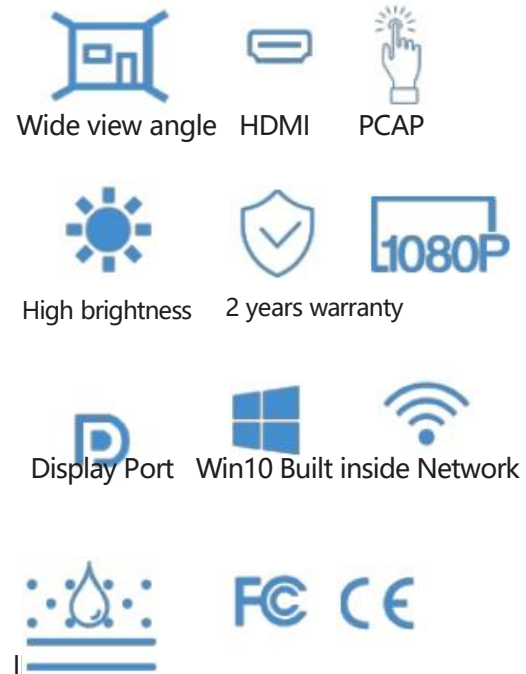 Wide view angle HDMI PCAP
1080P
High brightness 2 years warranty
Display Port Win10 Built inside Network
FC CE